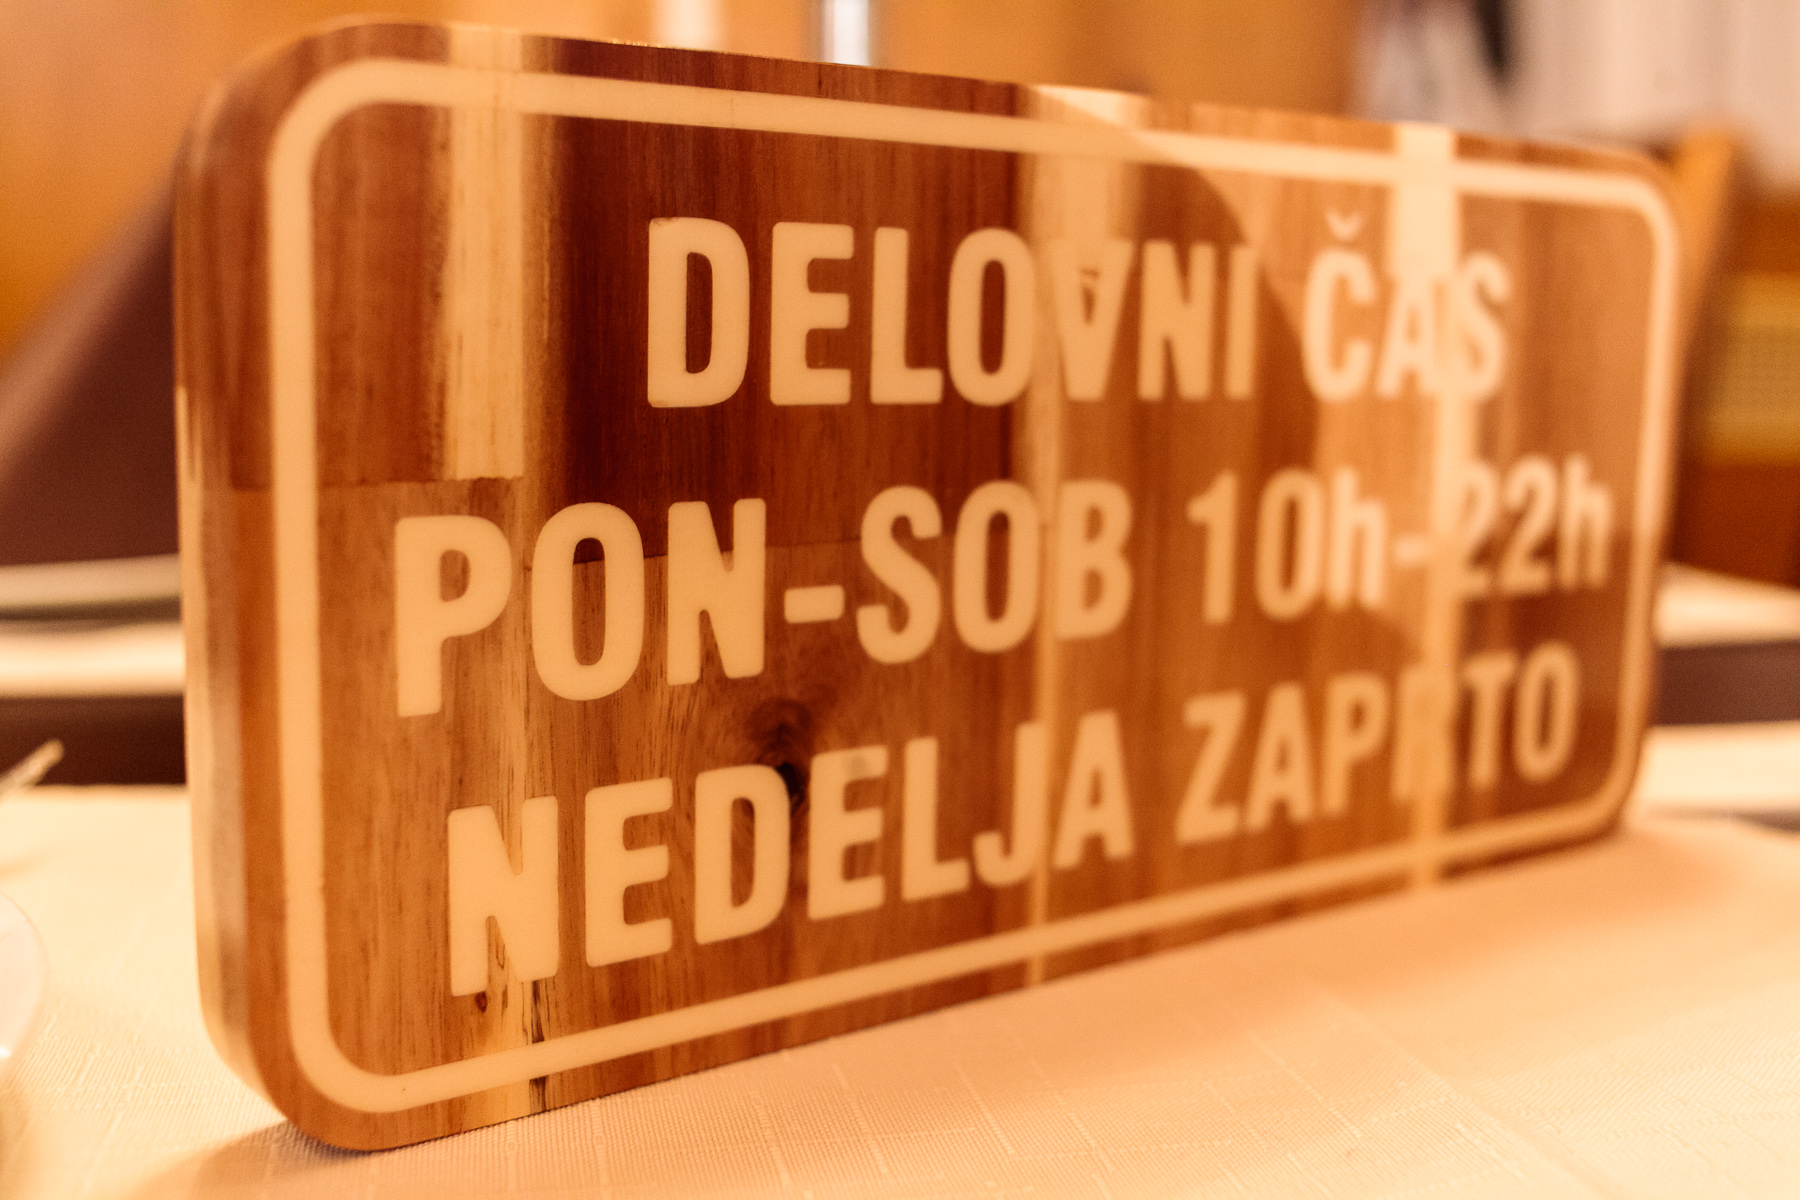 DELOVNI ČAS
PON-SOB 10h-22h
NEDELJA ZAPRTO